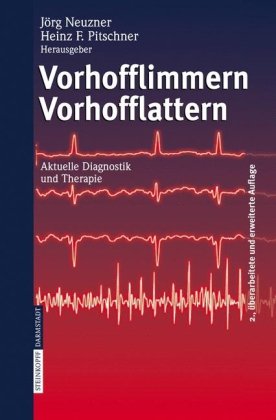 Jörg Neuzner
Heinz F. Pitschner
Herausgeber
Vorhofflimmern
Vorhofflattern
Aktuelle Diagnostik
und Therapie
2., überarbeitete und erweiterte Auflage
STEINKOPFF
DARMSTADT